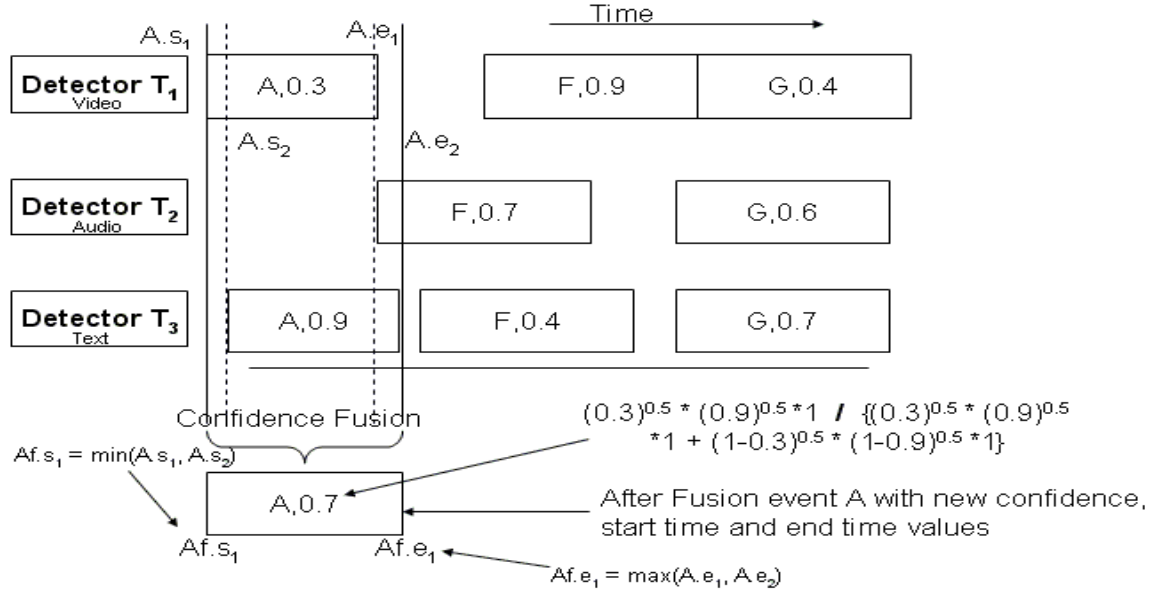 Time
A.s₁
A.e₁
Detector T₁
Video
A,0.3
F,0.9
G,0.4
A.s₂
A.e₂
Detector T₂
Audio
F,0.7
G,0.6
Detector T₃
Text
A,0.9
F,0.4
G,0.7
Confidence Fusion
(0.3)^0.5 * (0.9)^0.5 *1 / {(0.3)^0.5 * (0.9)^0.5
*1 + (1-0.3)^0.5 * (1-0.9)^0.5 *1}
Af.s₁ = min(A.s₁, A.s₂)
A,0.7
After Fusion event A with new confidence,
start time and end time values
Af.s₁
Af.e₁
Af.e₁ = max(A.e₁, A.e₂)